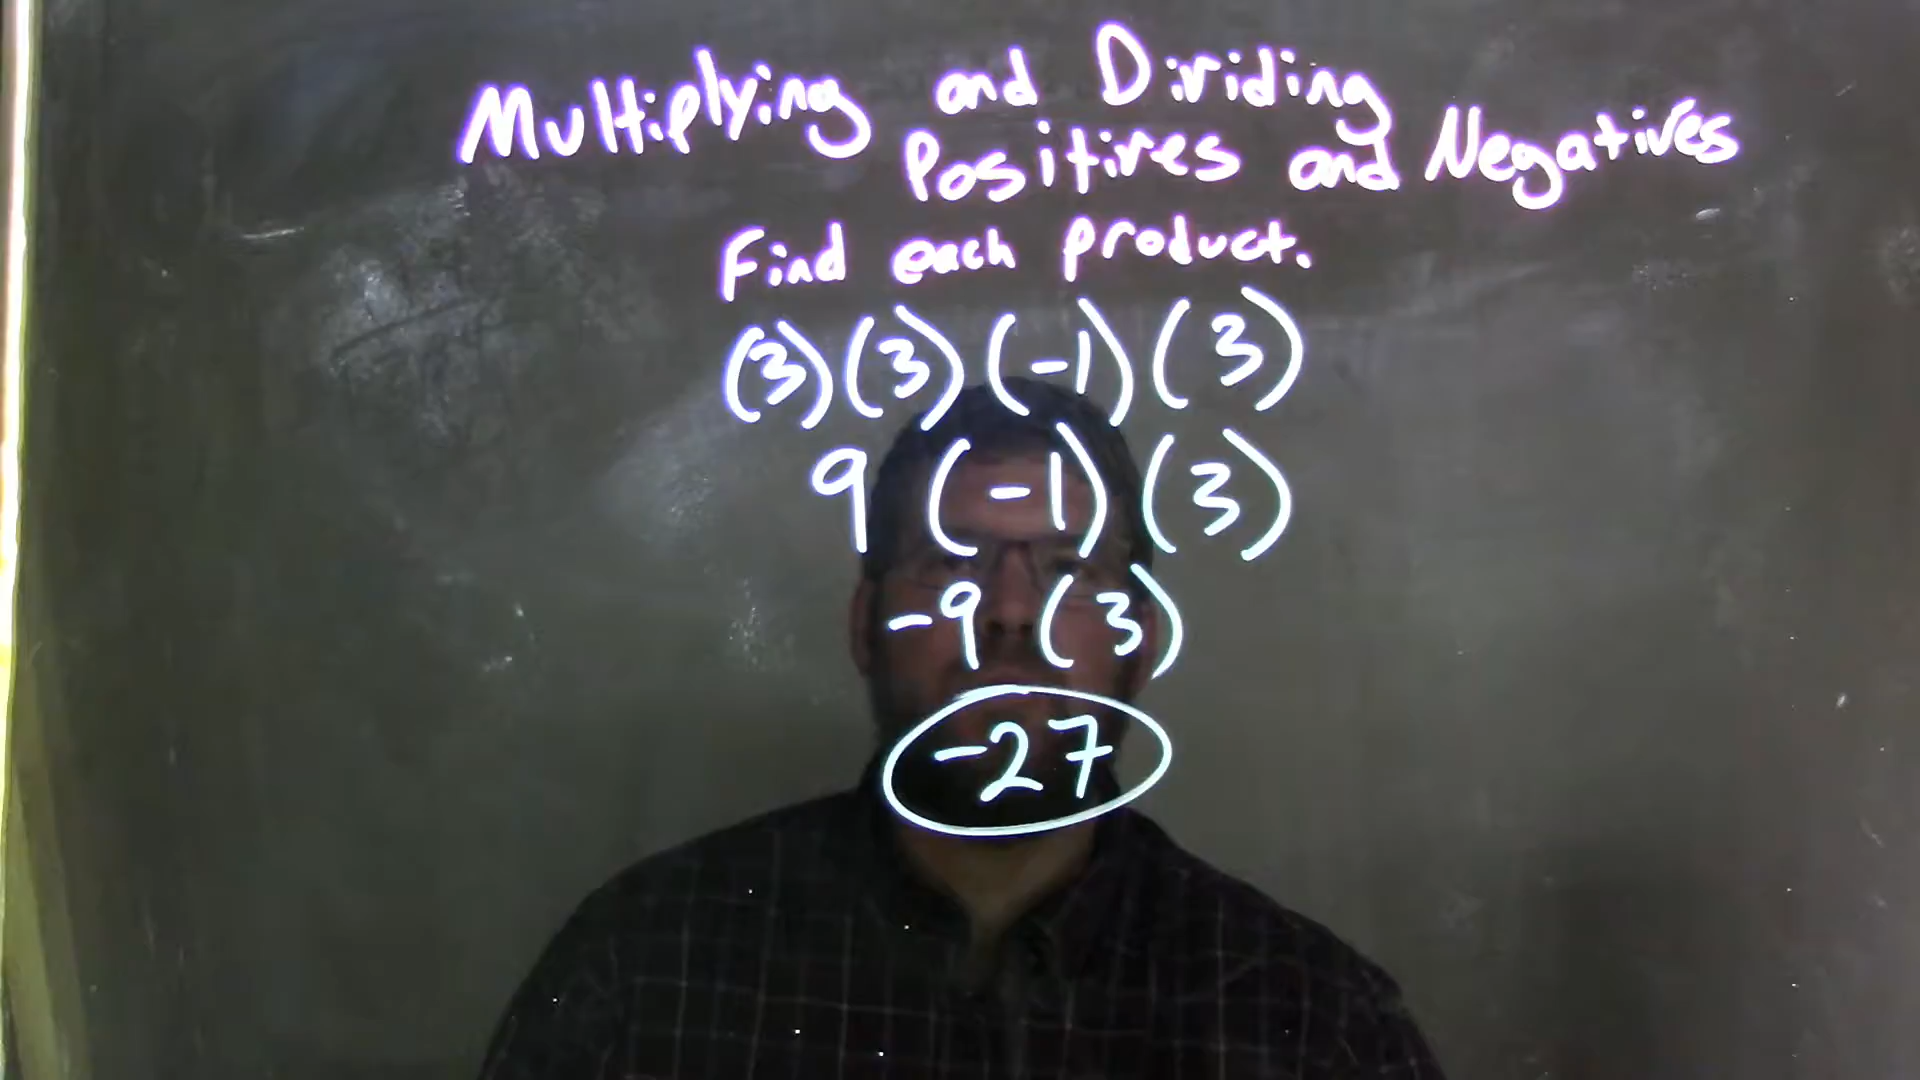 Multiplying and Dividing
Positives and Negatives
Find each product.
(3)(3)(-1)(3)
9(-1)(3)
-9(3)
-27